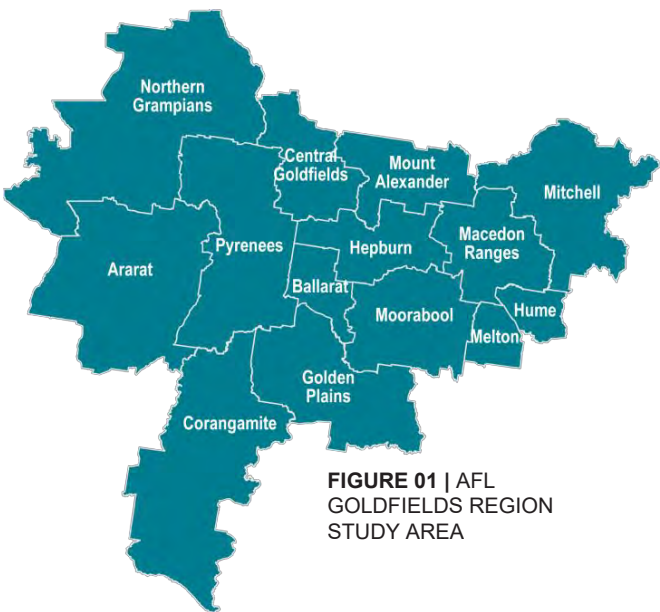 Northern
Grampians
Central
Goldfields
Mount
Alexander
Mitchell
Pyrenees
Hepburn
Macedon
Ranges
Ararat
Ballarat
Moorabool
Hume
Melton
Golden
Plains
Corangamite
FIGURE 01 | AFL
GOLDFIELDS REGION
STUDY AREA